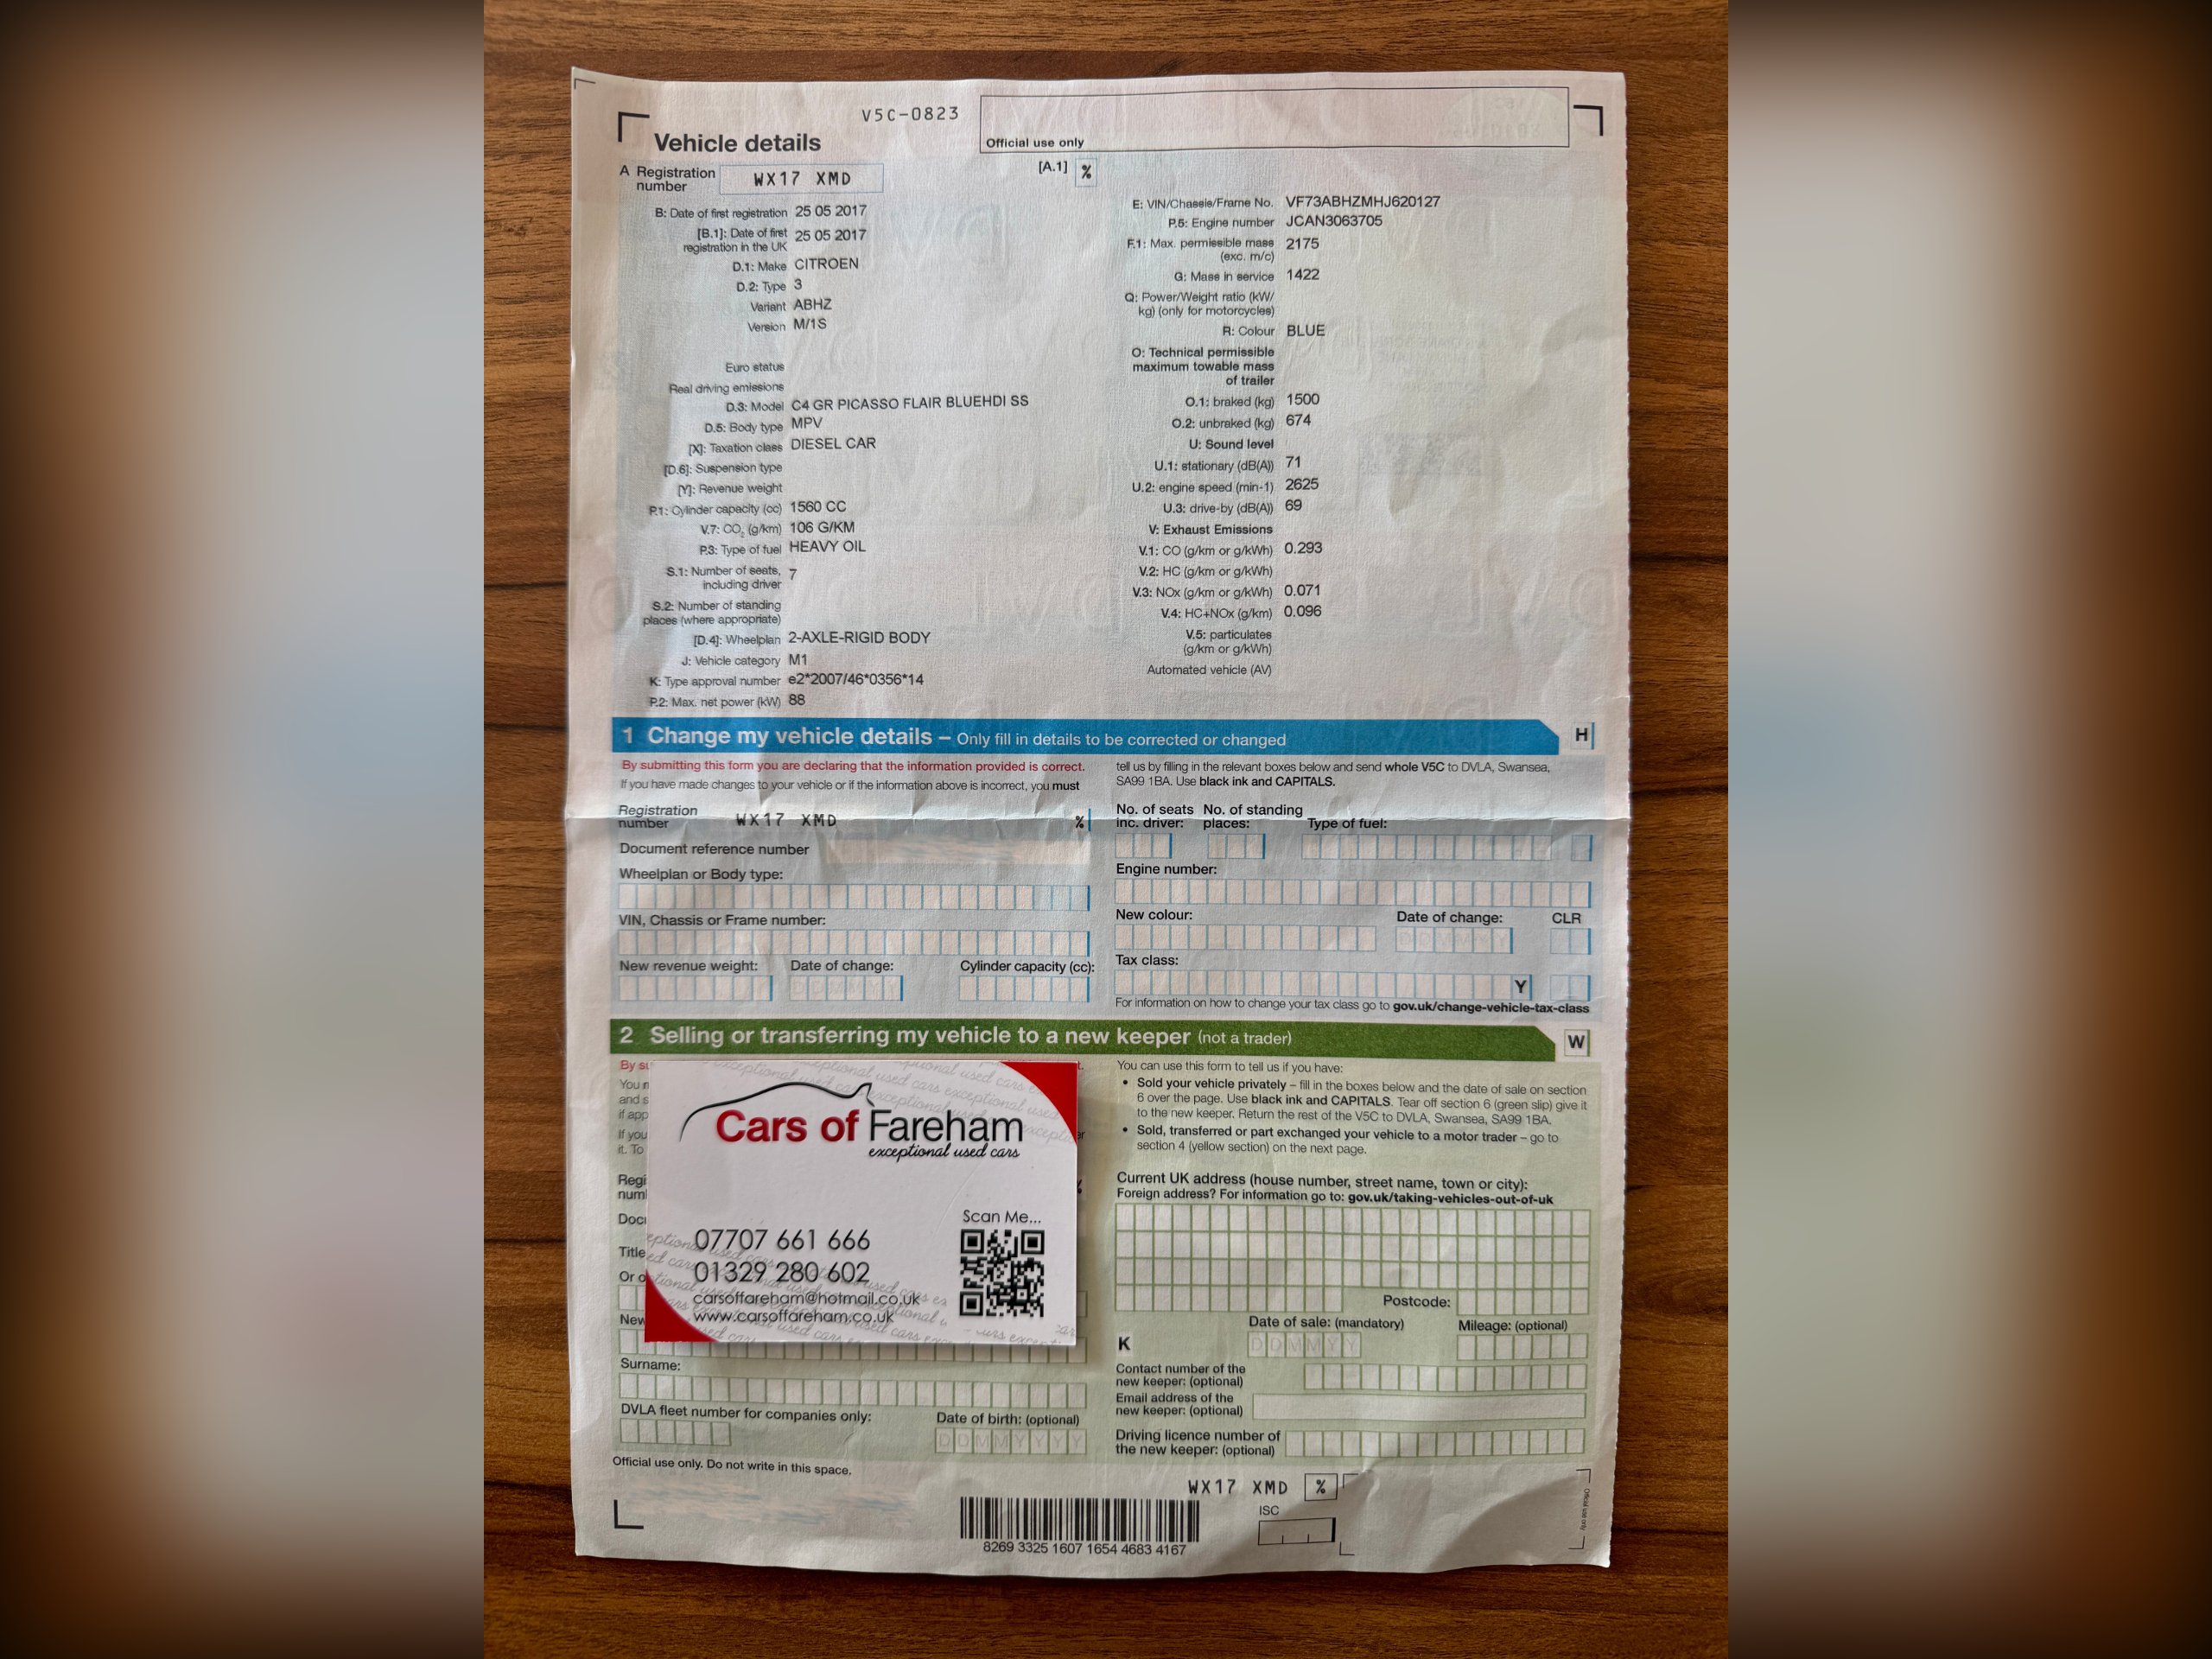 V5C-0823
Vehicle details
Official use only
A Registration number WX17 XMD
[A.1] %
B: Date of first registration 25 05 2017
[B.1]: Date of first registration in the UK 25 05 2017
D.1: Make CITROEN
D.2: Type 3
Variant ABHZ
Version M/1S
Euro status
Real driving emissions
D.3: Model C4 GR PICASSO FLAIR BLUEHDI SS
D.5: Body type MPV
[X]: Taxation class DIESEL CAR
[D.6]: Suspension type
[Y]: Revenue weight
P.1: Cylinder capacity (cc) 1560 CC
V.7: CO2 (g/km) 106 G/KM
P.3: Type of fuel HEAVY OIL
S.1: Number of seats, including driver 7
S.2: Number of standing places (where appropriate)
[D.4]: Wheelplan 2-AXLE-RIGID BODY
J: Vehicle category M1
K: Type approval number e2*2007/46*0356*14
P.2: Max. net power (kW) 88
E: VIN/Chassis/Frame No. VF73ABHZMHJ620127
P.5: Engine number JCAN3063705
F.1: Max. permissible mass (exc. m/c) 2175
G: Mass in service 1422
Q: Power/Weight ratio (kW/kg) (only for motorcycles)
R: Colour BLUE
O: Technical permissible maximum towable mass of trailer
O.1: braked (kg) 1500
O.2: unbraked (kg) 674
U: Sound level
U.1: stationary (dB(A)) 71
U.2: engine speed (min-1) 2625
U.3: drive-by (dB(A)) 69
V: Exhaust Emissions
V.1: CO (g/km or g/kWh) 0.293
V.2: HC (g/km or g/kWh)
V.3: NOx (g/km or g/kWh) 0.071
V.4: HC+NOx (g/km) 0.096
V.5: particulates (g/km or g/kWh)
Automated vehicle (AV)
1 Change my vehicle details – Only fill in details to be corrected or changed
H
By submitting this form you are declaring that the information provided is correct.
If you have made changes to your vehicle or if the information above is incorrect, you must
tell us by filling in the relevant boxes below and send whole V5C to DVLA, Swansea,
SA99 1BA. Use black ink and CAPITALS.
Registration number WX17 XMD %
Document reference number
Wheelplan or Body type:
VIN, Chassis or Frame number:
New revenue weight: Date of change: Cylinder capacity (cc):
No. of seats inc. driver: No. of standing places: Type of fuel:
Engine number:
New colour: Date of change: CLR
DDMMYY
Tax class:
Y
For information on how to change your tax class go to gov.uk/change-vehicle-tax-class
2 Selling or transferring my vehicle to a new keeper (not a trader)
W
Cars of Fareham
exceptional used cars
Scan Me...
07707 661 666
01329 280 602
carsoffareham@hotmail.co.uk
www.carsoffareham.co.uk
Title
Surname:
DVLA fleet number for companies only: Date of birth: (optional)
DDMMYYYY
Official use only. Do not write in this space.
You can use this form to tell us if you have:
• Sold your vehicle privately – fill in the boxes below and the date of sale on section
6 over the page. Use black ink and CAPITALS. Tear off section 6 (green slip) give it
to the new keeper. Return the rest of the V5C to DVLA, Swansea, SA99 1BA.
• Sold, transferred or part exchanged your vehicle to a motor trader – go to
section 4 (yellow section) on the next page.
Current UK address (house number, street name, town or city):
Foreign address? For information go to: gov.uk/taking-vehicles-out-of-uk
Postcode:
Date of sale: (mandatory) Mileage: (optional)
K
DDMMYY
Contact number of the new keeper: (optional)
Email address of the new keeper: (optional)
Driving licence number of the new keeper: (optional)
WX17 XMD %
ISC
8269 3325 1607 1654 4683 4167
Official use only